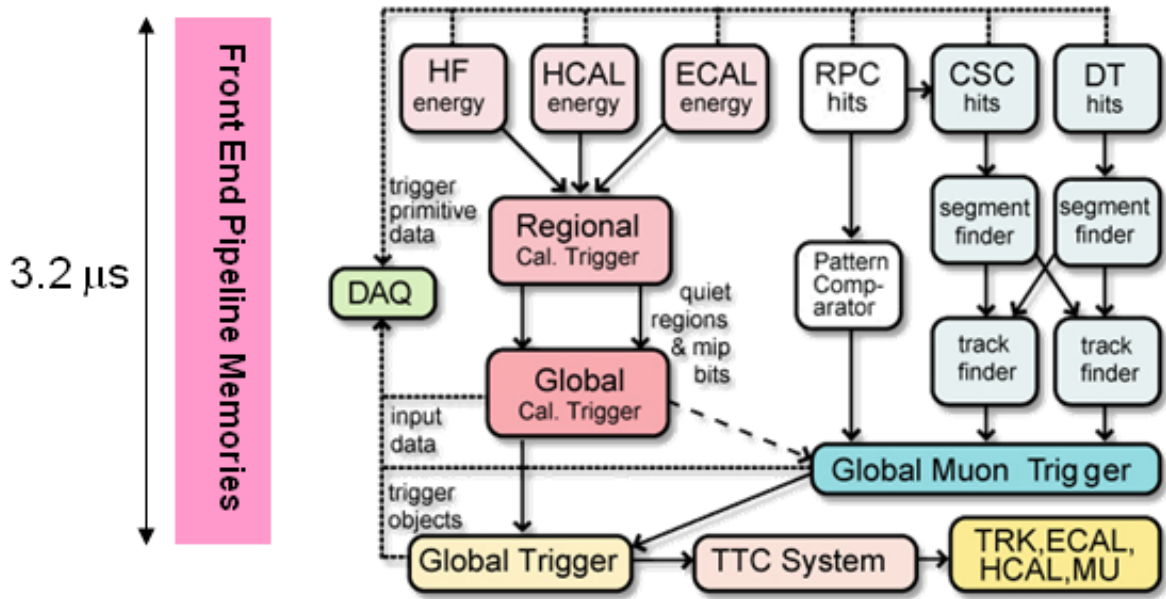 3.2 μs
Front End Pipeline Memories
HF
energy
HCAL
energy
ECAL
energy
RPC
hits
CSC
hits
DT
hits
trigger
primitive
data
Regional
Cal. Trigger
segment
finder
segment
finder
Pattern
Comp-
arator
DAQ
quiet
regions
& mip
bits
track
finder
track
finder
Global
Cal. Trigger
input
data
Global Muon Trigger
trigger
objects
Global Trigger
TTC System
TRK,ECAL,
HCAL,MU